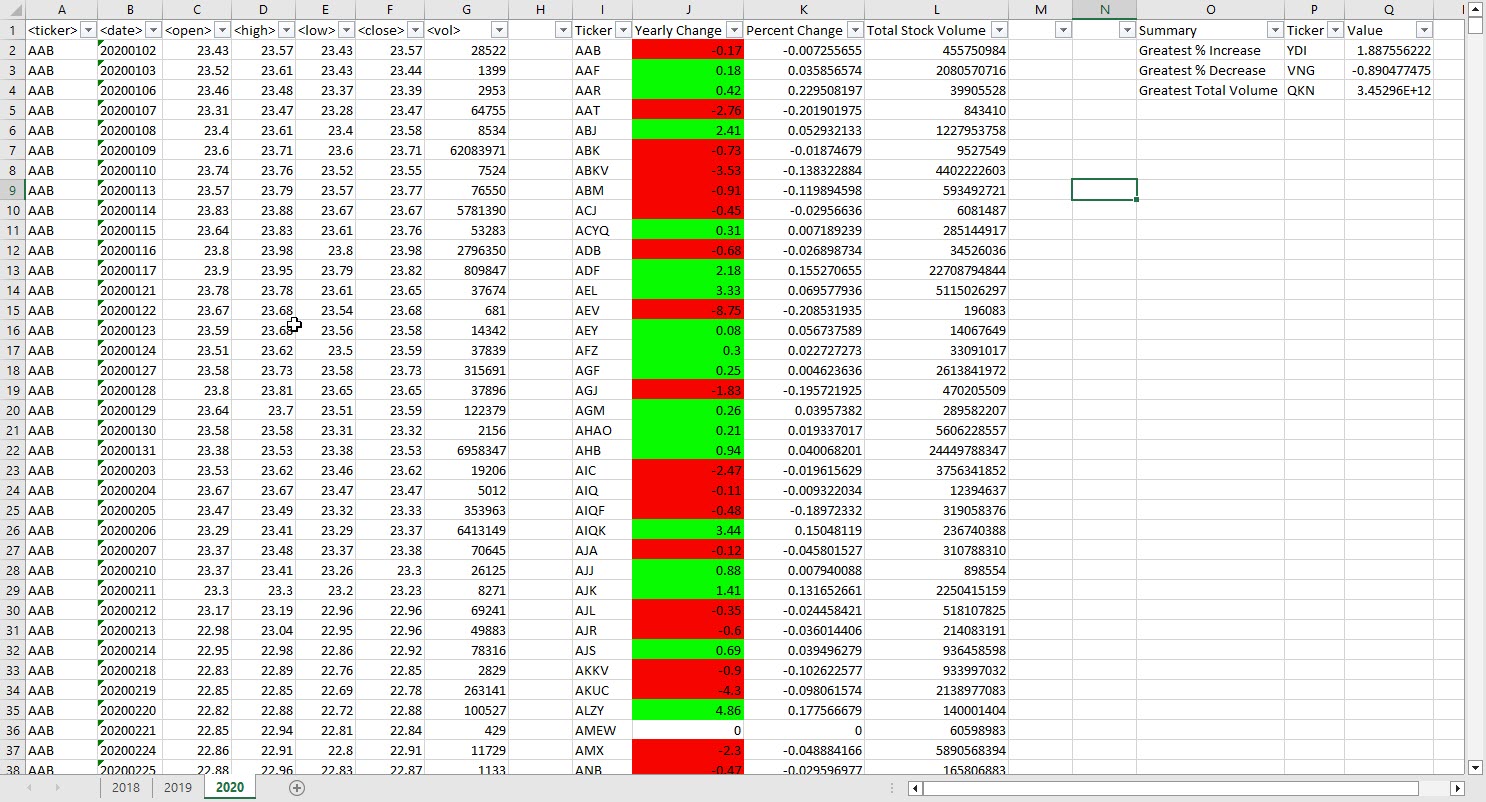 A B C D E F G H I J K L M N O P Q
1 <ticker> <date> <open> <high> <low> <close> <vol> Ticker Yearly Change Percent Change Total Stock Volume Summary Ticker Value
2 AAB 20200102 23.43 23.57 23.43 23.57 28522 AAB -0.17 -0.007255655 455750984 Greatest % Increase YDI 1.887556222
3 AAB 20200103 23.52 23.61 23.43 23.44 1399 AAF 0.18 0.035856574 2080570716 Greatest % Decrease VNG -0.890477475
4 AAB 20200106 23.46 23.48 23.37 23.39 2953 AAR 0.42 0.229508197 39905528 Greatest Total Volume QKN 3.45296E+12
5 AAB 20200107 23.31 23.47 23.28 23.47 64755 AAT -2.76 -0.201901975 843410
6 AAB 20200108 23.4 23.61 23.4 23.58 8534 ABJ 2.41 0.052932133 1227953758
7 AAB 20200109 23.6 23.71 23.6 23.71 62083971 ABK -0.73 -0.01874679 9527549
8 AAB 20200110 23.74 23.76 23.52 23.55 7524 ABKV -3.53 -0.138322884 4402222603
9 AAB 20200113 23.57 23.79 23.57 23.77 76550 ABM -0.91 -0.119894598 593492721
10 AAB 20200114 23.83 23.88 23.67 23.67 5781390 ACJ -0.45 -0.02956636 6081487
11 AAB 20200115 23.64 23.83 23.61 23.76 53283 ACYQ 0.31 0.007189239 285144917
12 AAB 20200116 23.8 23.98 23.8 23.98 2796350 ADB -0.68 -0.026898734 34526036
13 AAB 20200117 23.9 23.95 23.79 23.82 809847 ADF 2.18 0.155270655 22708794844
14 AAB 20200121 23.78 23.78 23.61 23.65 37674 AEL 3.33 0.069577936 5115026297
15 AAB 20200122 23.67 23.68 23.54 23.68 681 AEV -8.75 -0.208531935 196083
16 AAB 20200123 23.59 23.68 23.56 23.58 14342 AEY 0.08 0.056737589 14067649
17 AAB 20200124 23.51 23.62 23.5 23.59 37839 AFZ 0.3 0.022727273 33091017
18 AAB 20200127 23.58 23.73 23.58 23.73 315691 AGF 0.25 0.004623636 2613841972
19 AAB 20200128 23.8 23.81 23.65 23.65 37896 AGJ -1.83 -0.195721925 470205509
20 AAB 20200129 23.64 23.7 23.51 23.59 122379 AGM 0.26 0.03957382 289582207
21 AAB 20200130 23.58 23.58 23.31 23.32 2156 AHAO 0.21 0.019337017 5606228557
22 AAB 20200131 23.38 23.53 23.38 23.53 6958347 AHB 0.94 0.040068201 24449788347
23 AAB 20200203 23.53 23.62 23.46 23.62 19206 AIC -2.47 -0.019615629 3756341852
24 AAB 20200204 23.67 23.67 23.47 23.47 5012 AIQ -0.11 -0.009322034 12394637
25 AAB 20200205 23.47 23.49 23.32 23.33 353963 AIQF -0.48 -0.18972332 319058376
26 AAB 20200206 23.29 23.41 23.29 23.37 6413149 AIQK 3.44 0.15048119 236740388
27 AAB 20200207 23.37 23.48 23.37 23.38 70645 AJA -0.12 -0.045801527 310788310
28 AAB 20200210 23.37 23.41 23.26 23.3 26125 AJJ 0.88 0.007940088 898554
29 AAB 20200211 23.3 23.3 23.2 23.23 8271 AJK 1.41 0.131652661 2250415159
30 AAB 20200212 23.17 23.19 22.96 22.96 69241 AJL -0.35 -0.024458421 518107825
31 AAB 20200213 22.98 23.04 22.95 22.96 49883 AJR -0.6 -0.036014406 214083191
32 AAB 20200214 22.95 22.98 22.86 22.92 78316 AJS 0.69 0.039496279 936458598
33 AAB 20200218 22.83 22.89 22.76 22.85 2829 AKKV -0.9 -0.102622577 933997032
34 AAB 20200219 22.85 22.85 22.69 22.78 263141 AKUC -4.3 -0.098061574 2138977083
35 AAB 20200220 22.82 22.88 22.72 22.88 100527 ALZY 4.86 0.177566679 140001404
36 AAB 20200221 22.85 22.94 22.81 22.84 429 AMEW 0 0 60598983
37 AAB 20200224 22.86 22.91 22.8 22.91 11729 AMX -2.3 -0.048884166 5890568394
38 AAB 20200225 22.88 22.96 22.83 22.87 1133 ANB -0.47 -0.029596977 165806883
2018 2019 2020